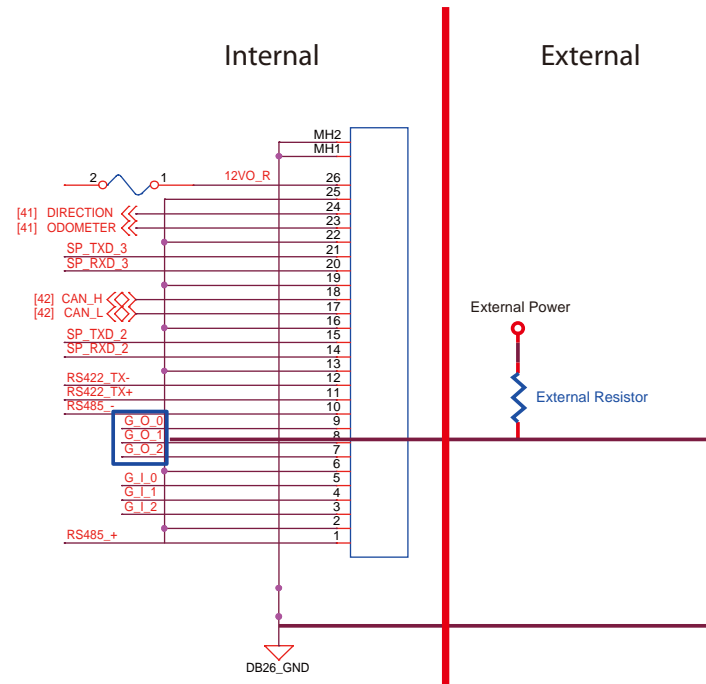 Internal
External
MH2
MH1
2
1
12VO_R
26
25
[41] DIRECTION
24
[41] ODOMETER
23
22
SP_TXD_3
21
SP_RXD_3
20
19
[42] CAN_H
18
[42] CAN_L
17
16
SP_TXD_2
15
SP_RXD_2
14
13
RS422_TX-
12
RS422_TX+
11
RS485_-
10
G_O_0
9
G_O_1
8
G_O_2
7
6
G_I_0
5
G_I_1
4
G_I_2
3
2
RS485_+
1
External Power
External Resistor
DB26_GND